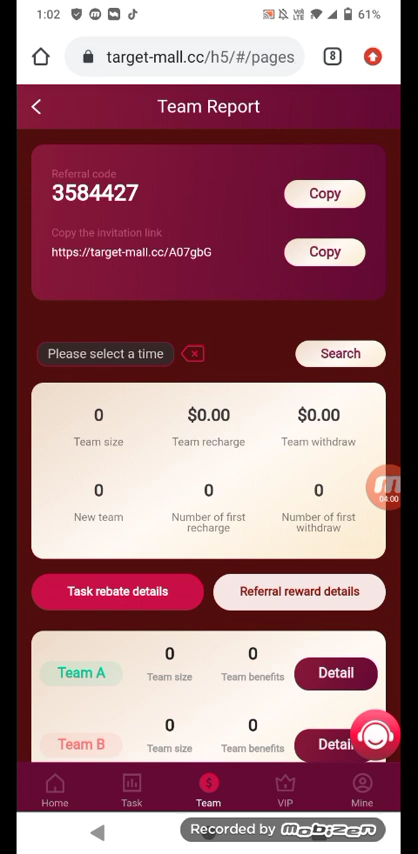 1:02 61%
target-mall.cc/h5/#/pages 8
Team Report
Referral code
3584427 Copy
Copy the invitation link
https://target-mall.cc/A07gbG Copy
Please select a time Search
0 $0.00 $0.00
Team size Team recharge Team withdraw
04:00
0 0 0
New team Number of first recharge Number of first withdraw
Task rebate details Referral reward details
0 0
Team A Team size Team benefits Detail
0 0
Team B Team size Team benefits Detail
Home Task Team VIP Mine
Recorded by mobizen